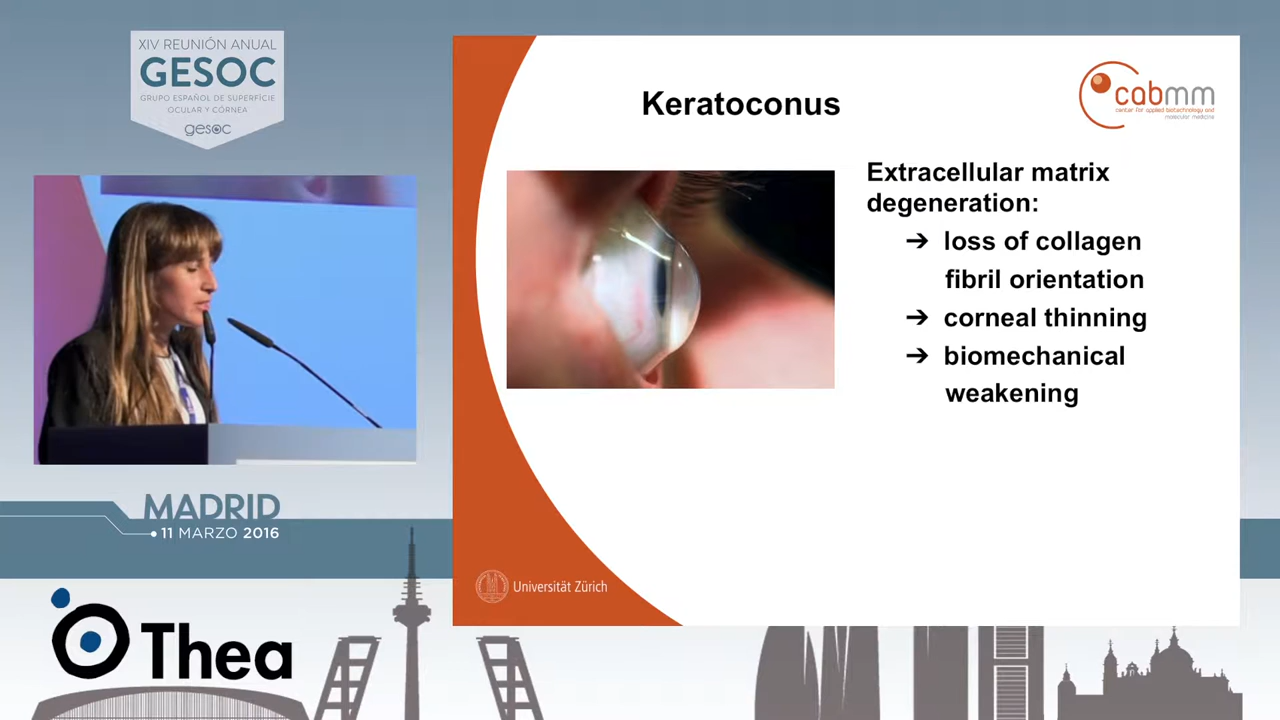 XIV REUNIÓN ANUAL
GESOC
GRUPO ESPAÑOL DE SUPERFICIE
OCULAR Y CÓRNEA
gesoc
MADRID
11 MARZO 2016
Thea
Keratoconus
cabmm
center for applied biotechnology and
molecular medicine
Extracellular matrix
degeneration:
➔ loss of collagen
fibril orientation
➔ corneal thinning
➔ biomechanical
weakening
Universität Zürich